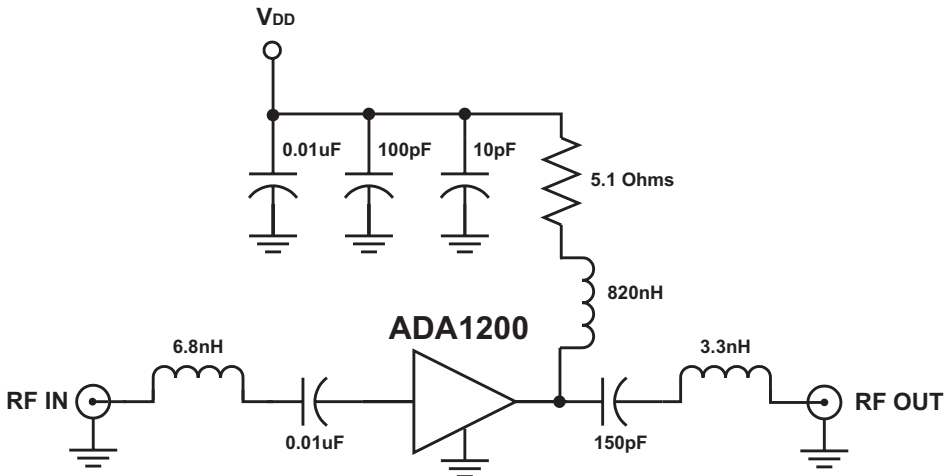 VDD
0.01uF
100pF
10pF
5.1 Ohms
820nH
ADA1200
6.8nH
3.3nH
RF IN
RF OUT
0.01uF
150pF